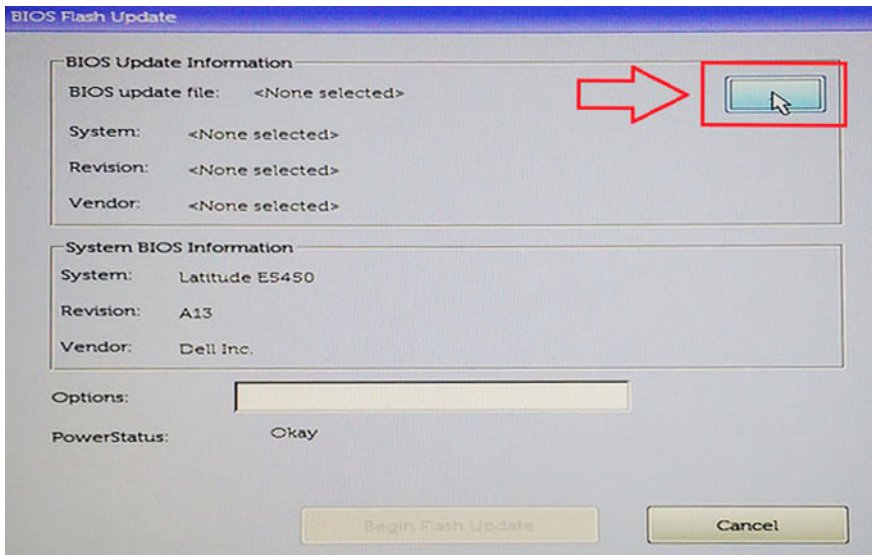 BIOS Flash Update
BIOS Update Information
BIOS update file: <None selected>
System: <None selected>
Revision: <None selected>
Vendor: <None selected>
System BIOS Information
System: Latitude E5450
Revision: A13
Vendor: Dell Inc.
Options:
PowerStatus: Okay
Begin Flash Update
Cancel